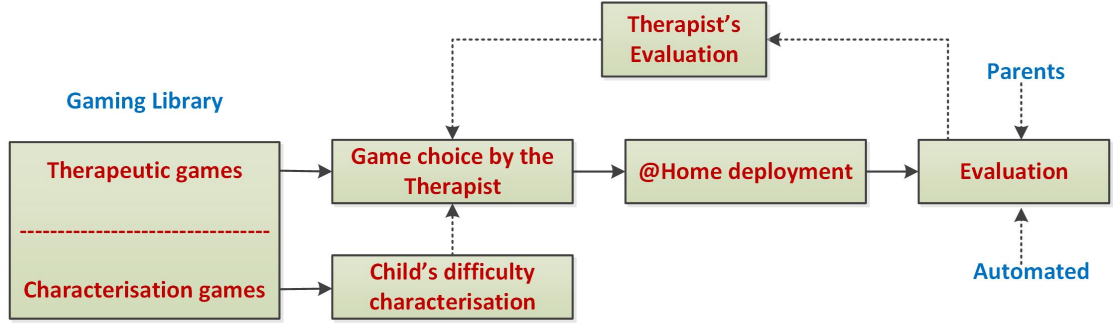 Therapist's
Evaluation
Parents
Gaming Library
Therapeutic games
Game choice by the
Therapist
@Home deployment
Evaluation
---------------------------------
Characterisation games
Child's difficulty
characterisation
Automated